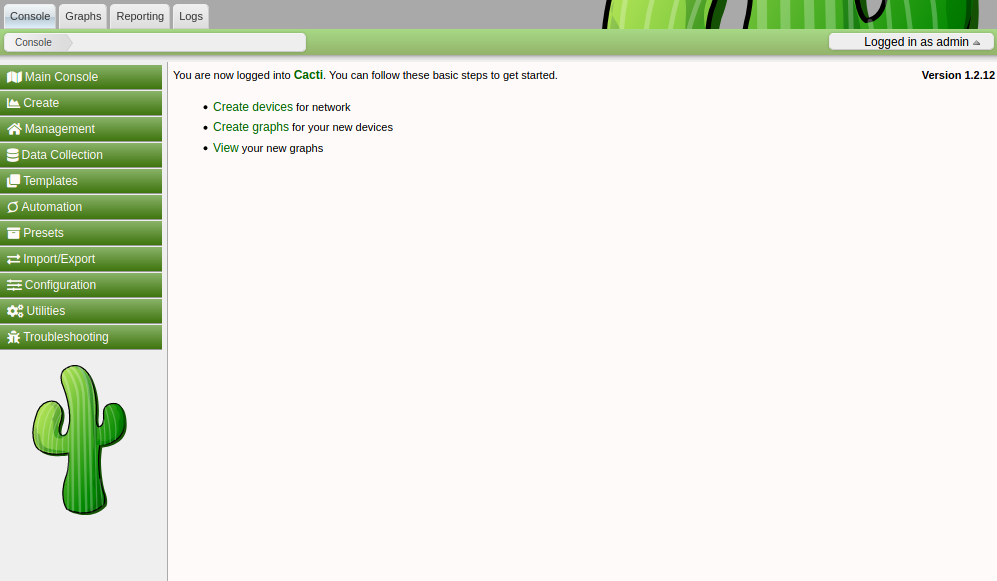 Console Graphs Reporting Logs
Console
Logged in as admin
Main Console
Create
Management
Data Collection
Templates
Automation
Presets
Import/Export
Configuration
Utilities
Troubleshooting
You are now logged into Cacti. You can follow these basic steps to get started.
Version 1.2.12
• Create devices for network
• Create graphs for your new devices
• View your new graphs